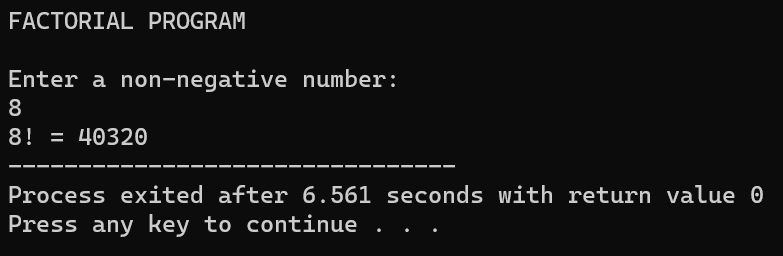 FACTORIAL PROGRAM
Enter a non-negative number:
8
8! = 40320
--------------------------------
Process exited after 6.561 seconds with return value 0
Press any key to continue . . .